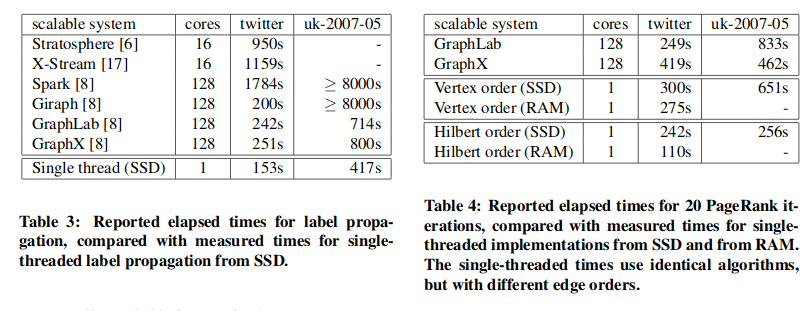 scalable system cores twitter uk-2007-05
Stratosphere [6] 16 950s -
X-Stream [17] 16 1159s -
Spark [8] 128 1784s ≥ 8000s
Giraph [8] 128 200s ≥ 8000s
GraphLab [8] 128 242s 714s
GraphX [8] 128 251s 800s
Single thread (SSD) 1 153s 417s
Table 3: Reported elapsed times for label propa-
gation, compared with measured times for single-
threaded label propagation from SSD.
scalable system cores twitter uk-2007-05
GraphLab 128 249s 833s
GraphX 128 419s 462s
Vertex order (SSD) 1 300s 651s
Vertex order (RAM) 1 275s -
Hilbert order (SSD) 1 242s 256s
Hilbert order (RAM) 1 110s -
Table 4: Reported elapsed times for 20 PageRank it-
erations, compared with measured times for single-
threaded implementations from SSD and from RAM.
The single-threaded times use identical algorithms,
but with different edge orders.